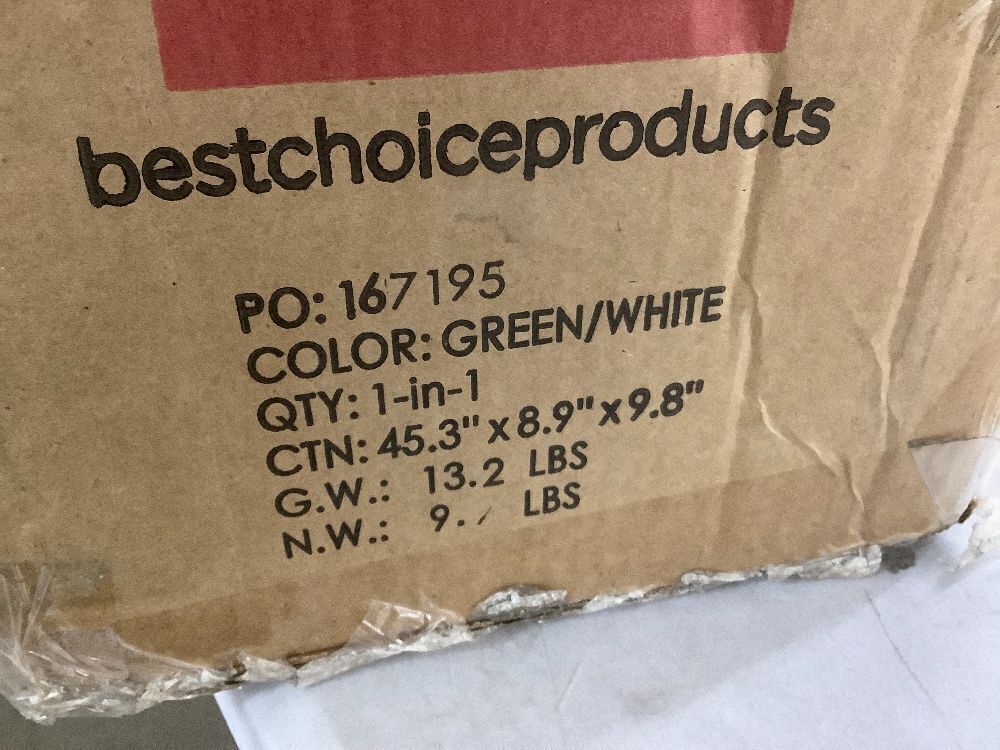 bestchoiceproducts
PO: 167195
COLOR: GREEN/WHITE
QTY: 1-in-1
CTN: 45.3" x 8.9" x 9.8"
G.W.: 13.2 LBS
N.W.: LBS